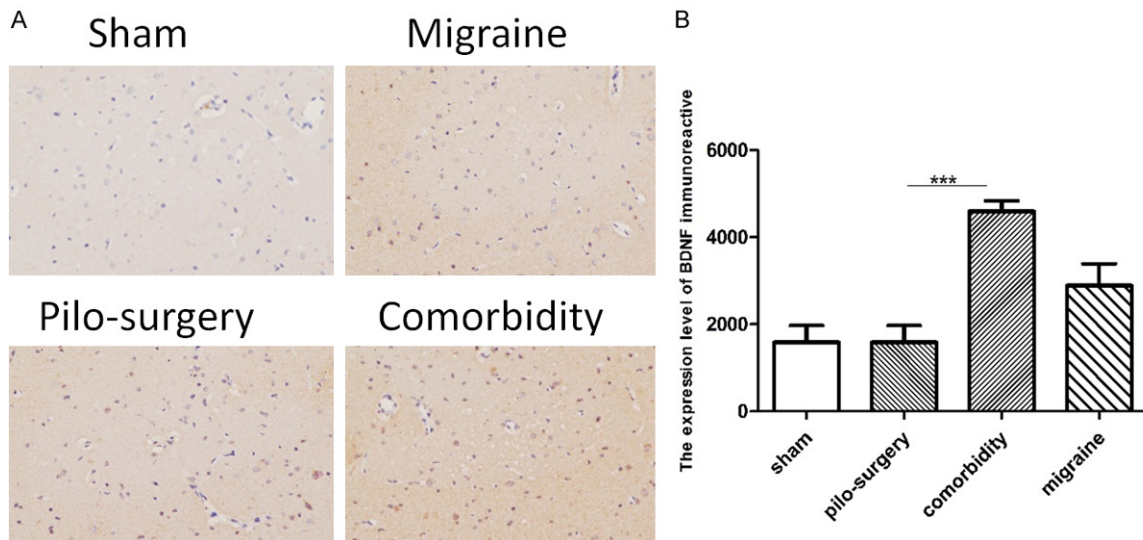 A
Sham
Migraine
Pilo-surgery
Comorbidity
B
The expression level of BDNF immunoreactive
6000
4000
2000
0
***
sham
pilo-surgery
comorbidity
migraine